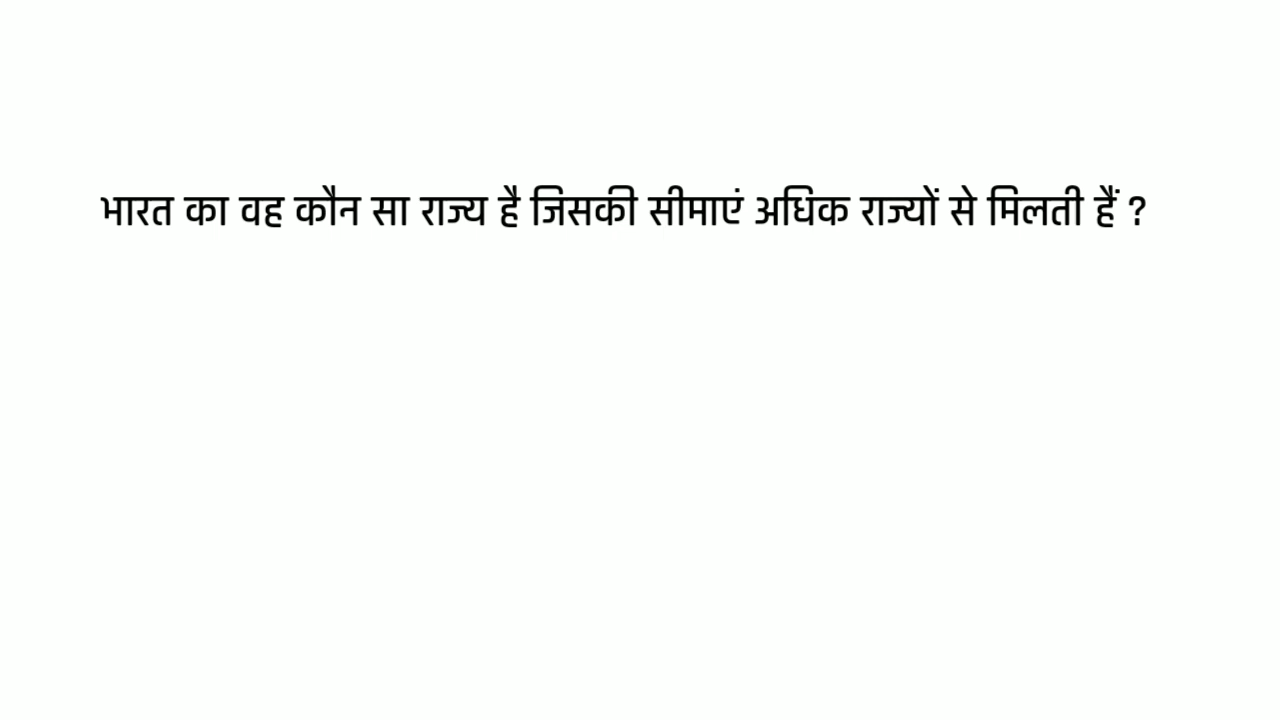 भारत का वह कौन सा राज्य है जिसकी सीमाएं अधिक राज्यों से मिलती हैं ?